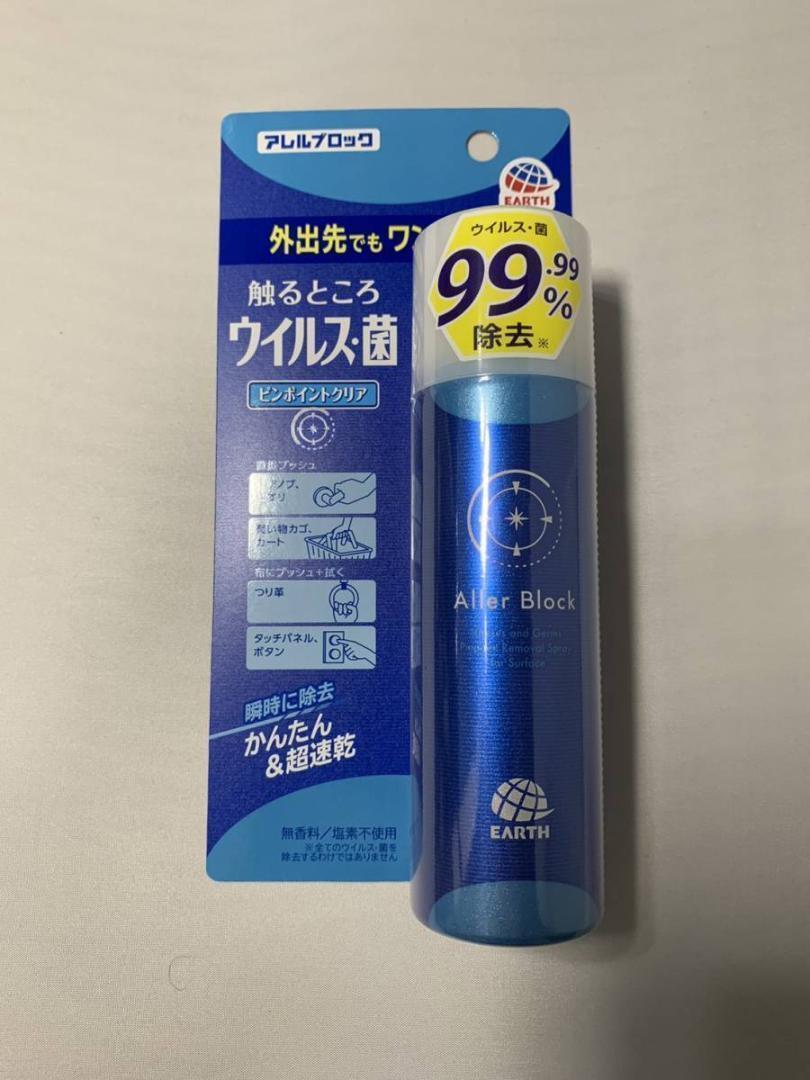 アレルブロック
EARTH
外出先でもワン
触るところ
ウイルス・菌
ピンポイントクリア
直接プッシュ
買い物カゴ、
カート
布にプッシュ+拭く
つり革
タッチパネル、
ボタン
瞬時に除去
かんたん
&超速乾
無香料/塩素不使用
※全てのウイルス・菌を
除去するわけではありません
ウイルス・菌
99.99%
除去※
Aller Block
and Germs
Removal Spray
for Surface
EARTH